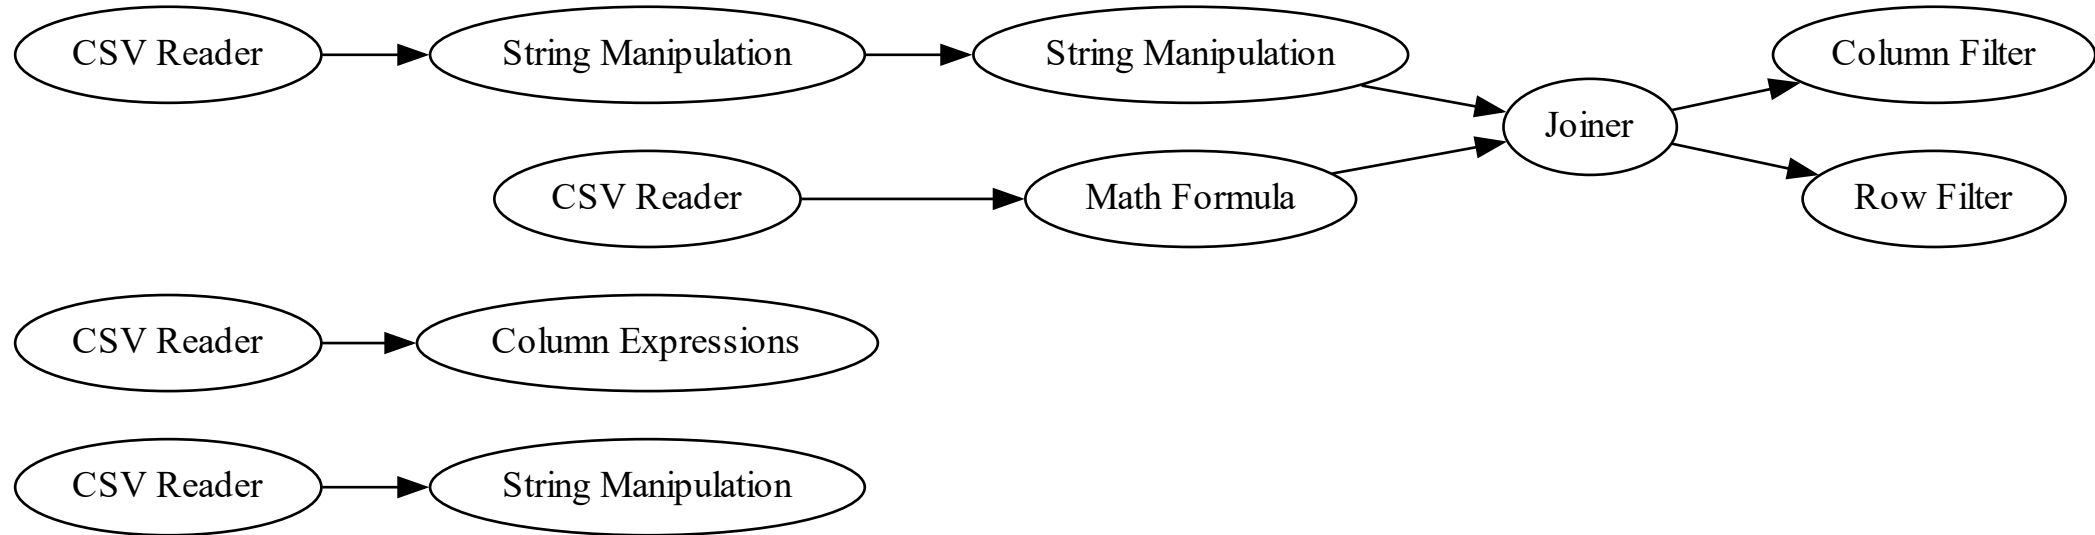 CSV Reader
String Manipulation
String Manipulation
Column Filter
Joiner
CSV Reader
Math Formula
Row Filter
CSV Reader
Column Expressions
CSV Reader
String Manipulation